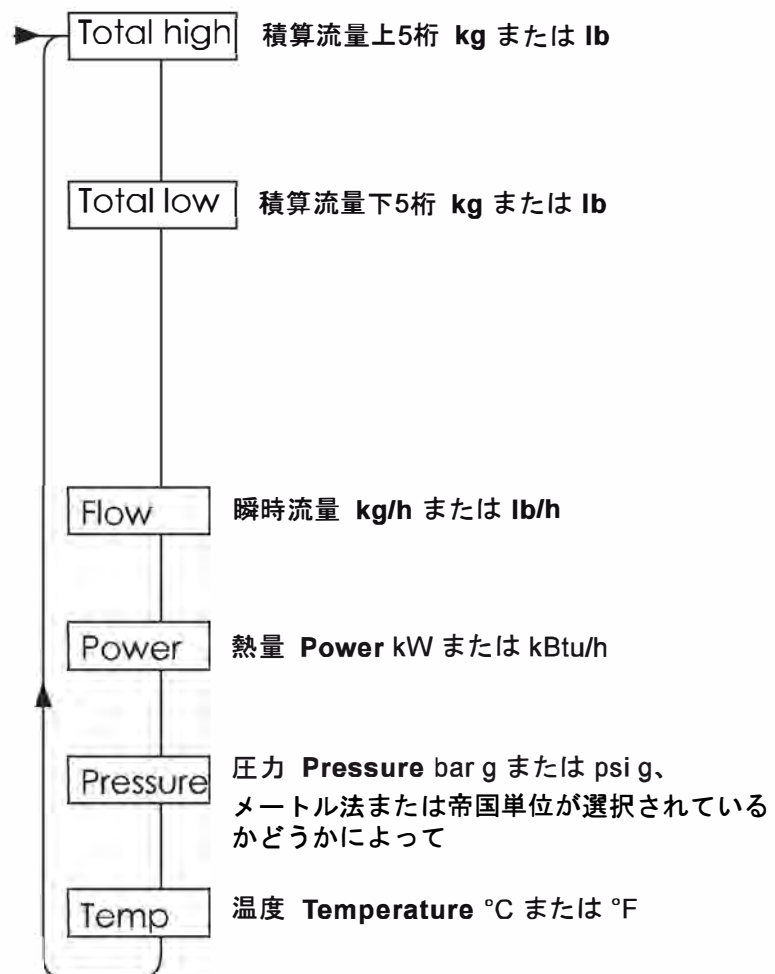 Total high 積算流量上5桁 kg または lb
Total low 積算流量下5桁 kg または lb
Flow 瞬時流量 kg/h または lb/h
Power 熱量 Power kW または kBtu/h
Pressure 圧力 Pressure bar g または psi g、
メートル法または帝国単位が選択されている
かどうかによって
Temp 温度 Temperature °C または °F